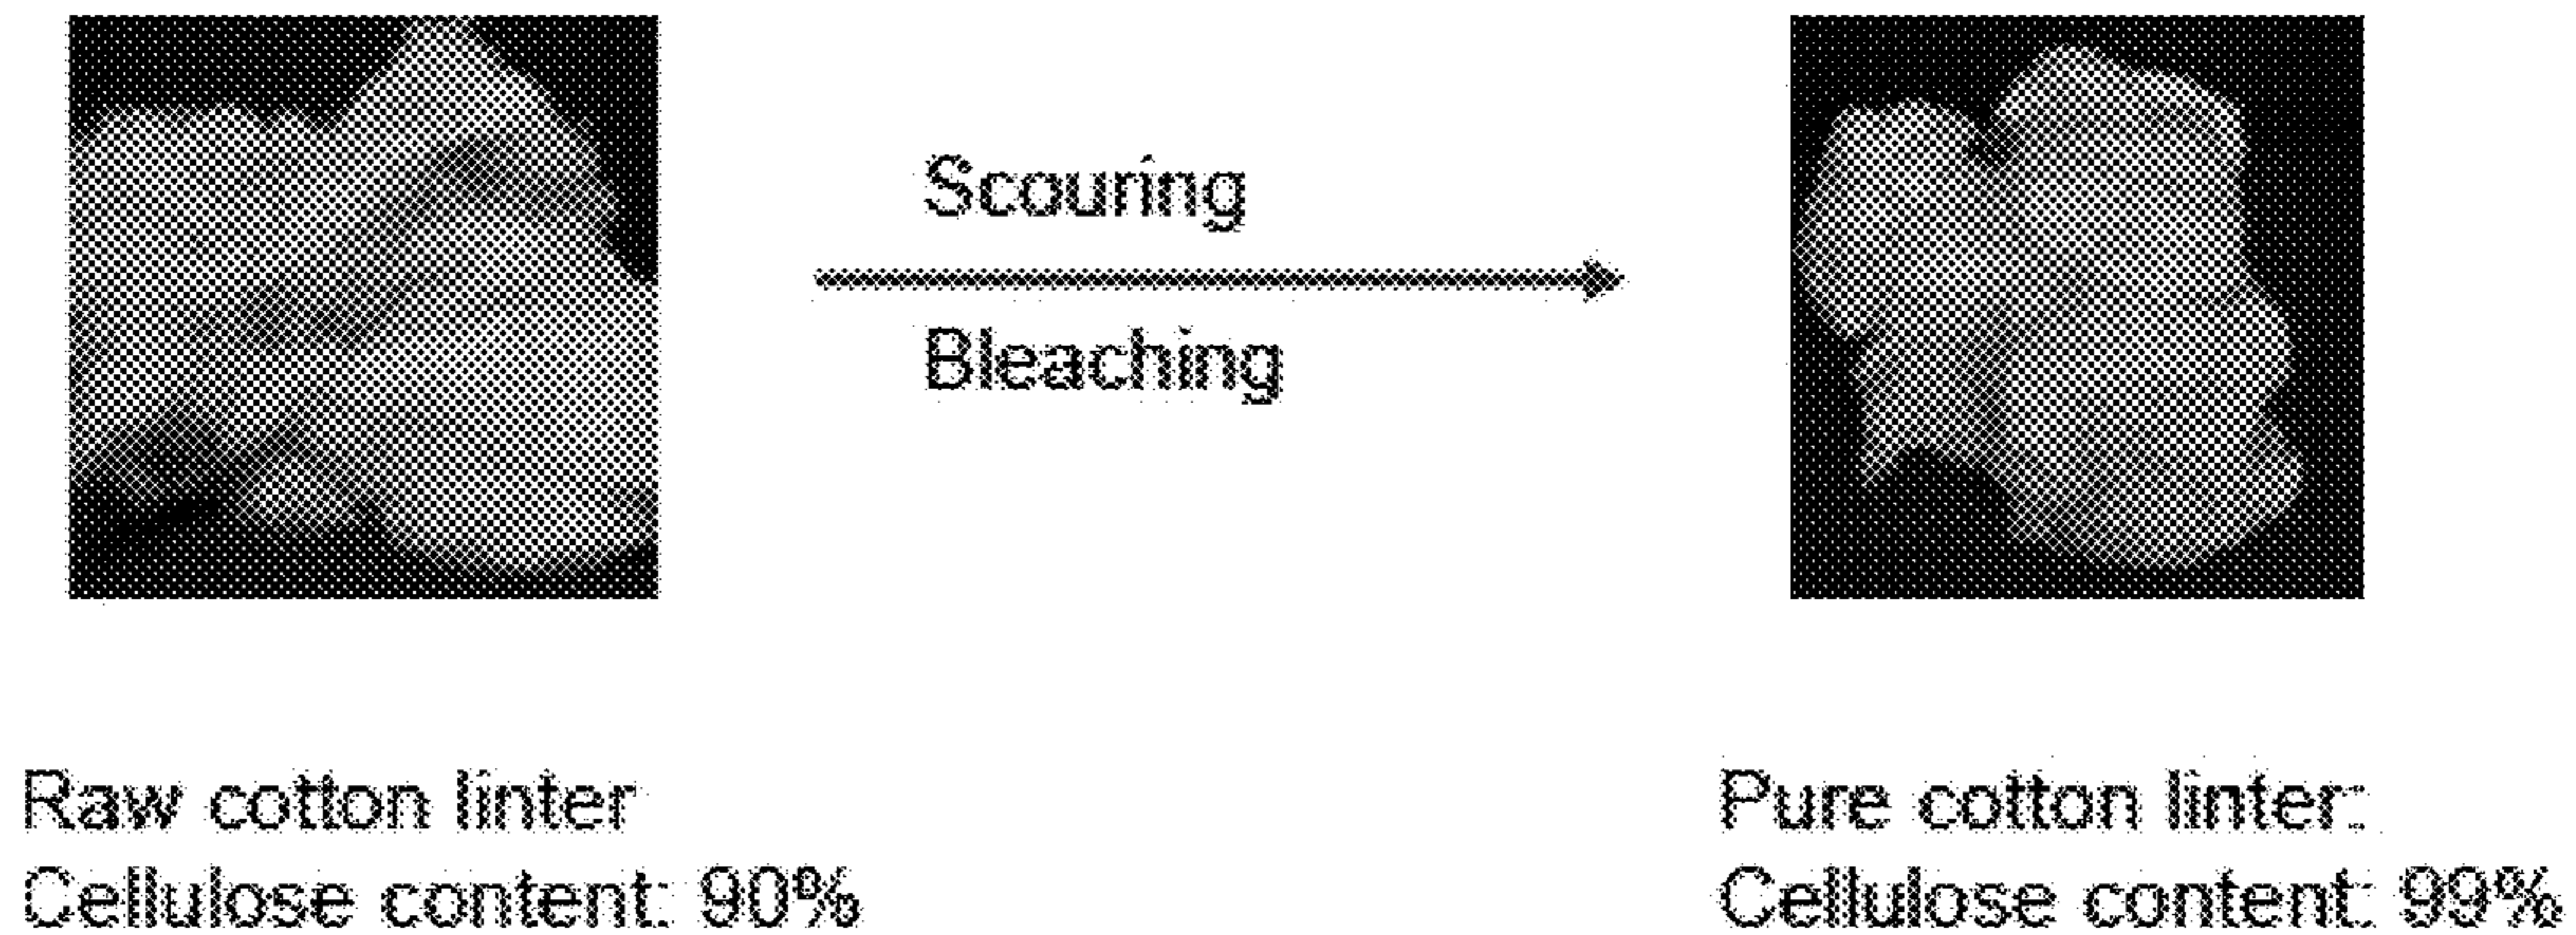 Scouring
Bleaching
Raw cotton linter
Cellulose content: 90%
Pure cotton linter:
Cellulose content: 99%